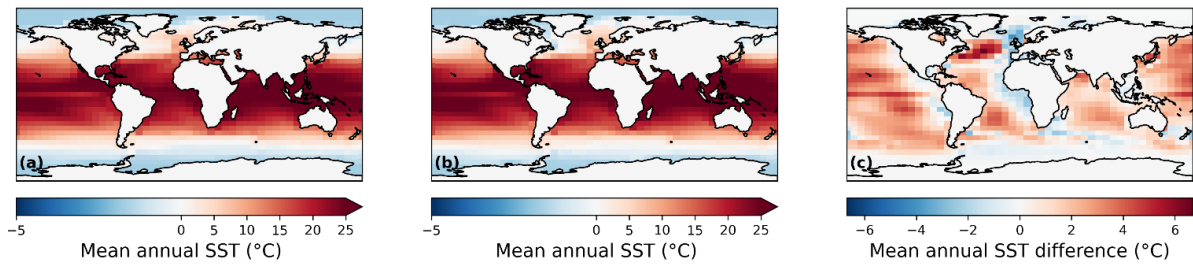 (a)
(b)
(c)
−5 0 5 10 15 20 25
−5 0 5 10 15 20 25
−6 −4 −2 0 2 4 6
Mean annual SST (°C)
Mean annual SST (°C)
Mean annual SST difference (°C)